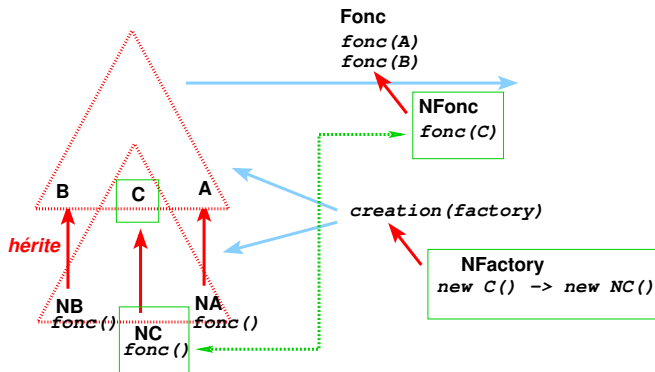 Fonc
fonc(A)
fonc(B)
NFonc
fonc(C)
B
C
A
hérite
creation(factory)
NFactory
new C() −> new NC()
NB
fonc()
NC
fonc()
NA
fonc()